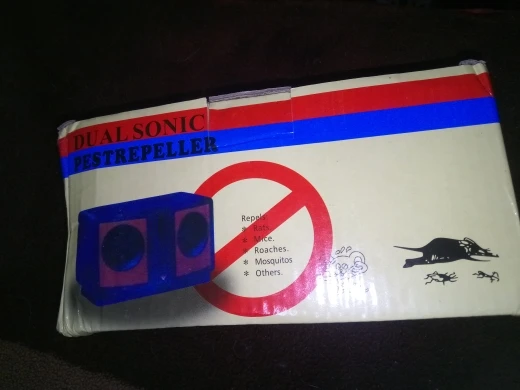 DUAL SONIC
PESTREPELLER
Repels.
* Rats.
* Mice.
* Roaches.
* Mosquitos
* Others.